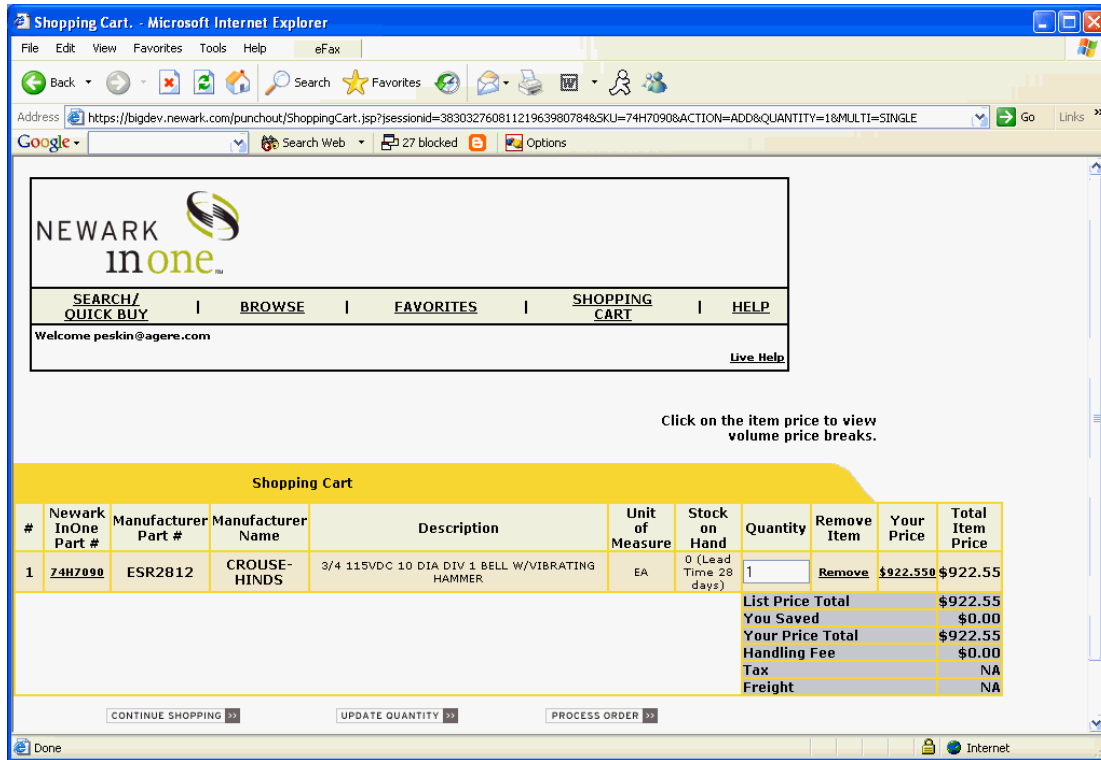 Shopping Cart. - Microsoft Internet Explorer
File Edit View Favorites Tools Help eFax
Back Search Favorites
Address https://bigdev.newark.com/punchout/ShoppingCart.jsp?jsessionid=3830327608112196398078​4&SKU=74H7090&ACTION=ADD&QUANTITY=1&MULTI=SINGLE Go Links »
Google Search Web 27 blocked Options
NEWARK
inone™
SEARCH/
QUICK BUY | BROWSE | FAVORITES | SHOPPING
CART | HELP
Welcome peskin@agere.com
Live Help
Click on the item price to view
volume price breaks.
Shopping Cart
# Newark
InOne
Part # Manufacturer
Part # Manufacturer
Name Description Unit
of
Measure Stock
on
Hand Quantity Remove
Item Your
Price Total
Item
Price
1 74H7090 ESR2812 CROUSE-
HINDS 3/4 115VDC 10 DIA DIV 1 BELL W/VIBRATING
HAMMER EA 0 (Lead
Time 28
days) 1 Remove $922.550 $922.55
List Price Total $922.55
You Saved $0.00
Your Price Total $922.55
Handling Fee $0.00
Tax NA
Freight NA
CONTINUE SHOPPING >> UPDATE QUANTITY >> PROCESS ORDER >>
Done Internet